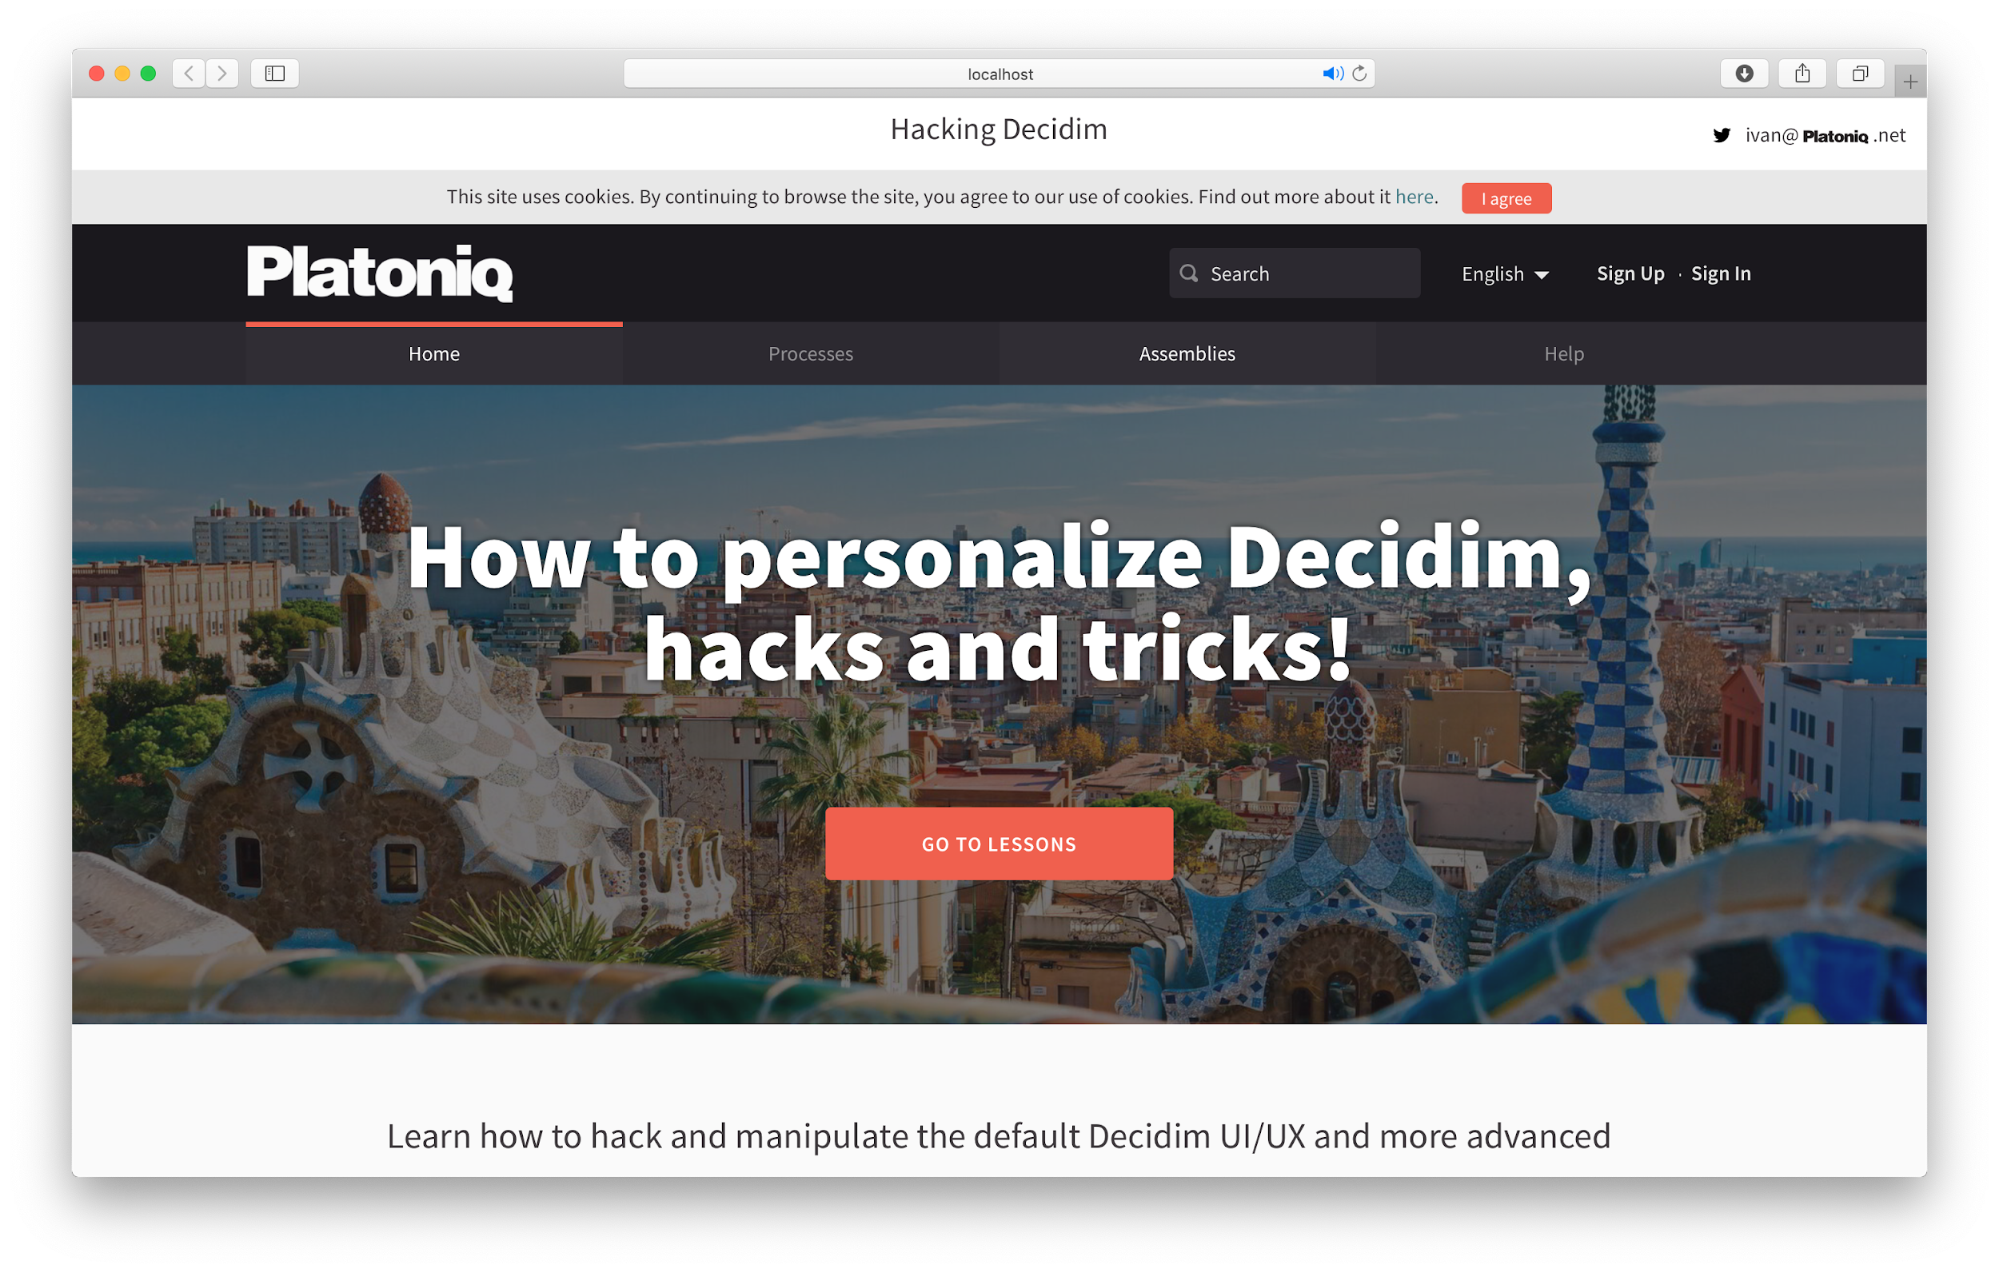 localhost
Hacking Decidim
ivan@ Platoniq .net
This site uses cookies. By continuing to browse the site, you agree to our use of cookies. Find out more about it here. I agree
Platoniq
Search
English
Sign Up · Sign In
Home Processes Assemblies Help
How to personalize Decidim,
hacks and tricks!
GO TO LESSONS
Learn how to hack and manipulate the default Decidim UI/UX and more advanced